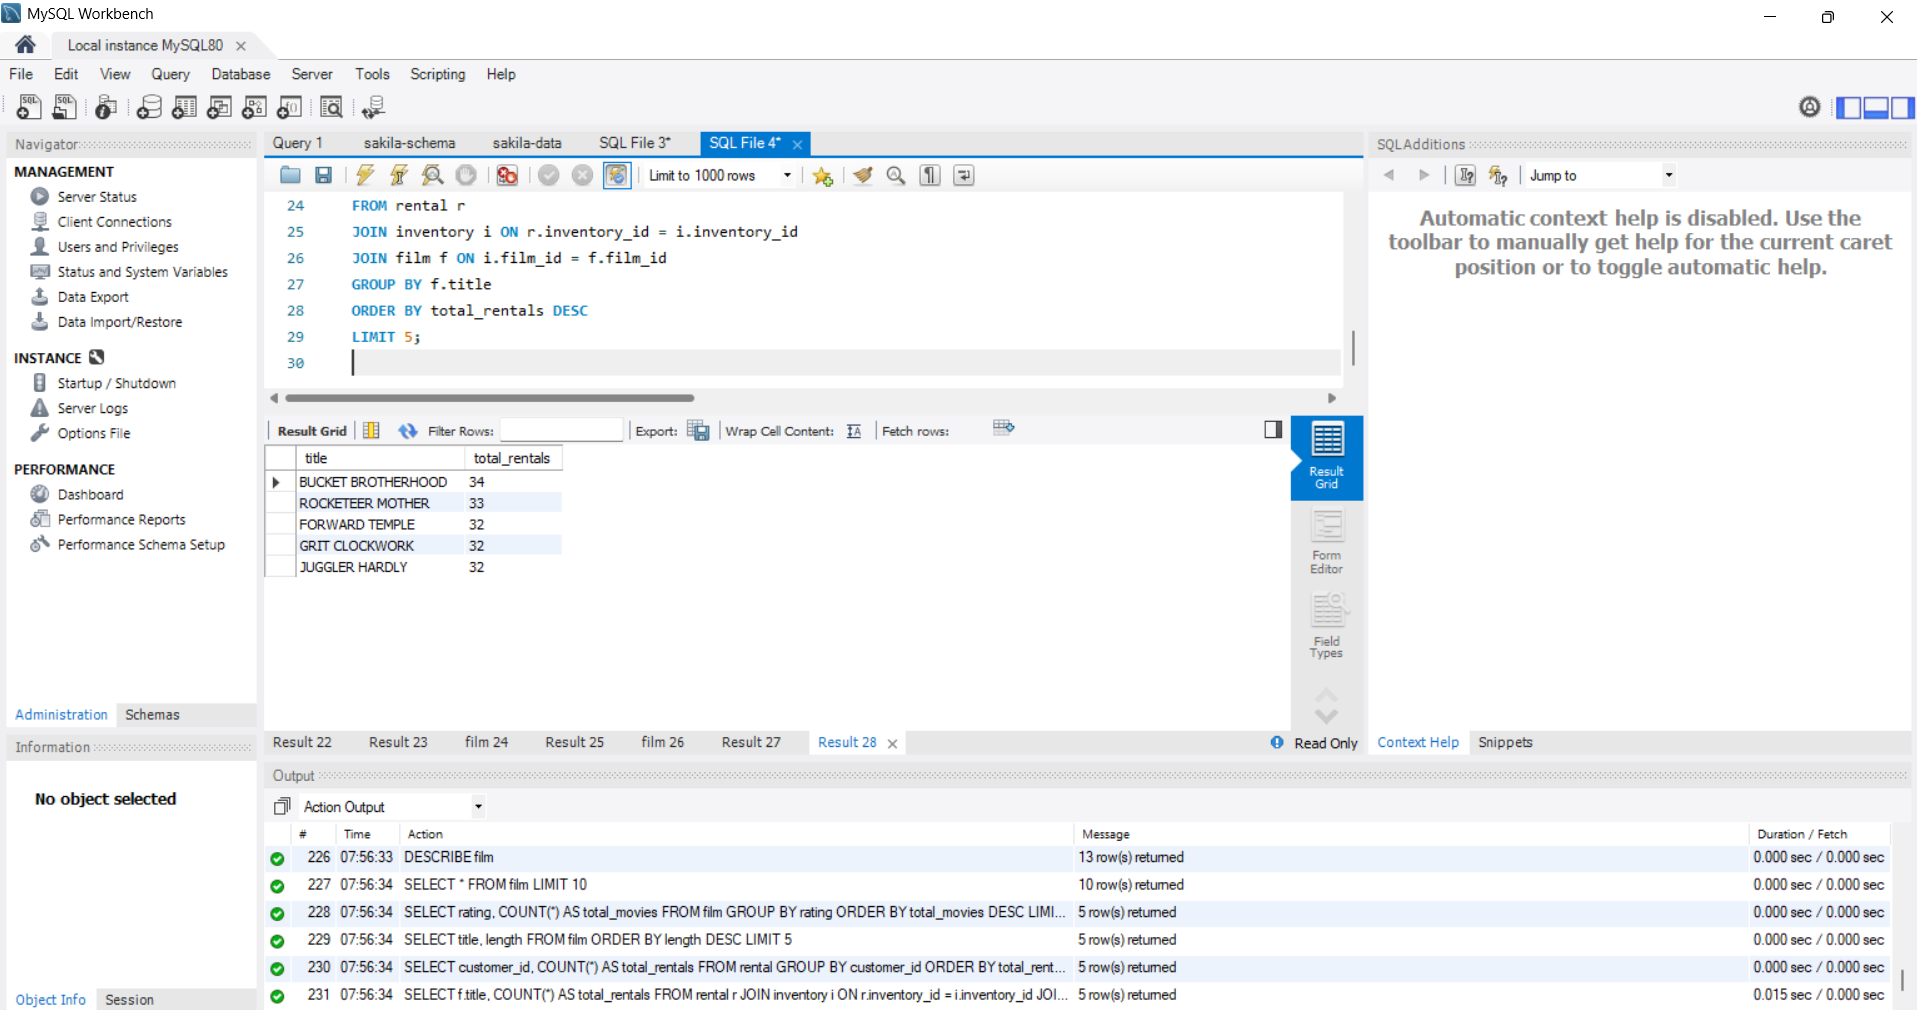 MySQL Workbench
Local instance MySQL80
File Edit View Query Database Server Tools Scripting Help
Navigator
MANAGEMENT
Server Status
Client Connections
Users and Privileges
Status and System Variables
Data Export
Data Import/Restore
INSTANCE
Startup / Shutdown
Server Logs
Options File
PERFORMANCE
Dashboard
Performance Reports
Performance Schema Setup
Administration Schemas
Information
No object selected
Object Info Session
Query 1 sakila-schema sakila-data SQL File 3* SQL File 4*
Limit to 1000 rows
24 FROM rental r
25 JOIN inventory i ON r.inventory_id = i.inventory_id
26 JOIN film f ON i.film_id = f.film_id
27 GROUP BY f.title
28 ORDER BY total_rentals DESC
29 LIMIT 5;
30
Result Grid Filter Rows: Export: Wrap Cell Content: Fetch rows:
title total_rentals
BUCKET BROTHERHOOD 34
ROCKETEER MOTHER 33
FORWARD TEMPLE 32
GRIT CLOCKWORK 32
JUGGLER HARDLY 32
Result
Grid
Form
Editor
Field
Types
Result 22 Result 23 film 24 Result 25 film 26 Result 27 Result 28 Read Only
SQLAdditions
Jump to
Automatic context help is disabled. Use the
toolbar to manually get help for the current caret
position or to toggle automatic help.
Context Help Snippets
Output
Action Output
# Time Action Message Duration / Fetch
226 07:56:33 DESCRIBE film 13 row(s) returned 0.000 sec / 0.000 sec
227 07:56:34 SELECT * FROM film LIMIT 10 10 row(s) returned 0.000 sec / 0.000 sec
228 07:56:34 SELECT rating, COUNT(*) AS total_movies FROM film GROUP BY rating ORDER BY total_movies DESC LIMI... 5 row(s) returned 0.000 sec / 0.000 sec
229 07:56:34 SELECT title, length FROM film ORDER BY length DESC LIMIT 5 5 row(s) returned 0.000 sec / 0.000 sec
230 07:56:34 SELECT customer_id, COUNT(*) AS total_rentals FROM rental GROUP BY customer_id ORDER BY total_rent... 5 row(s) returned 0.000 sec / 0.000 sec
231 07:56:34 SELECT f.title, COUNT(*) AS total_rentals FROM rental r JOIN inventory i ON r.inventory_id = i.inventory_id JOI... 5 row(s) returned 0.015 sec / 0.000 sec